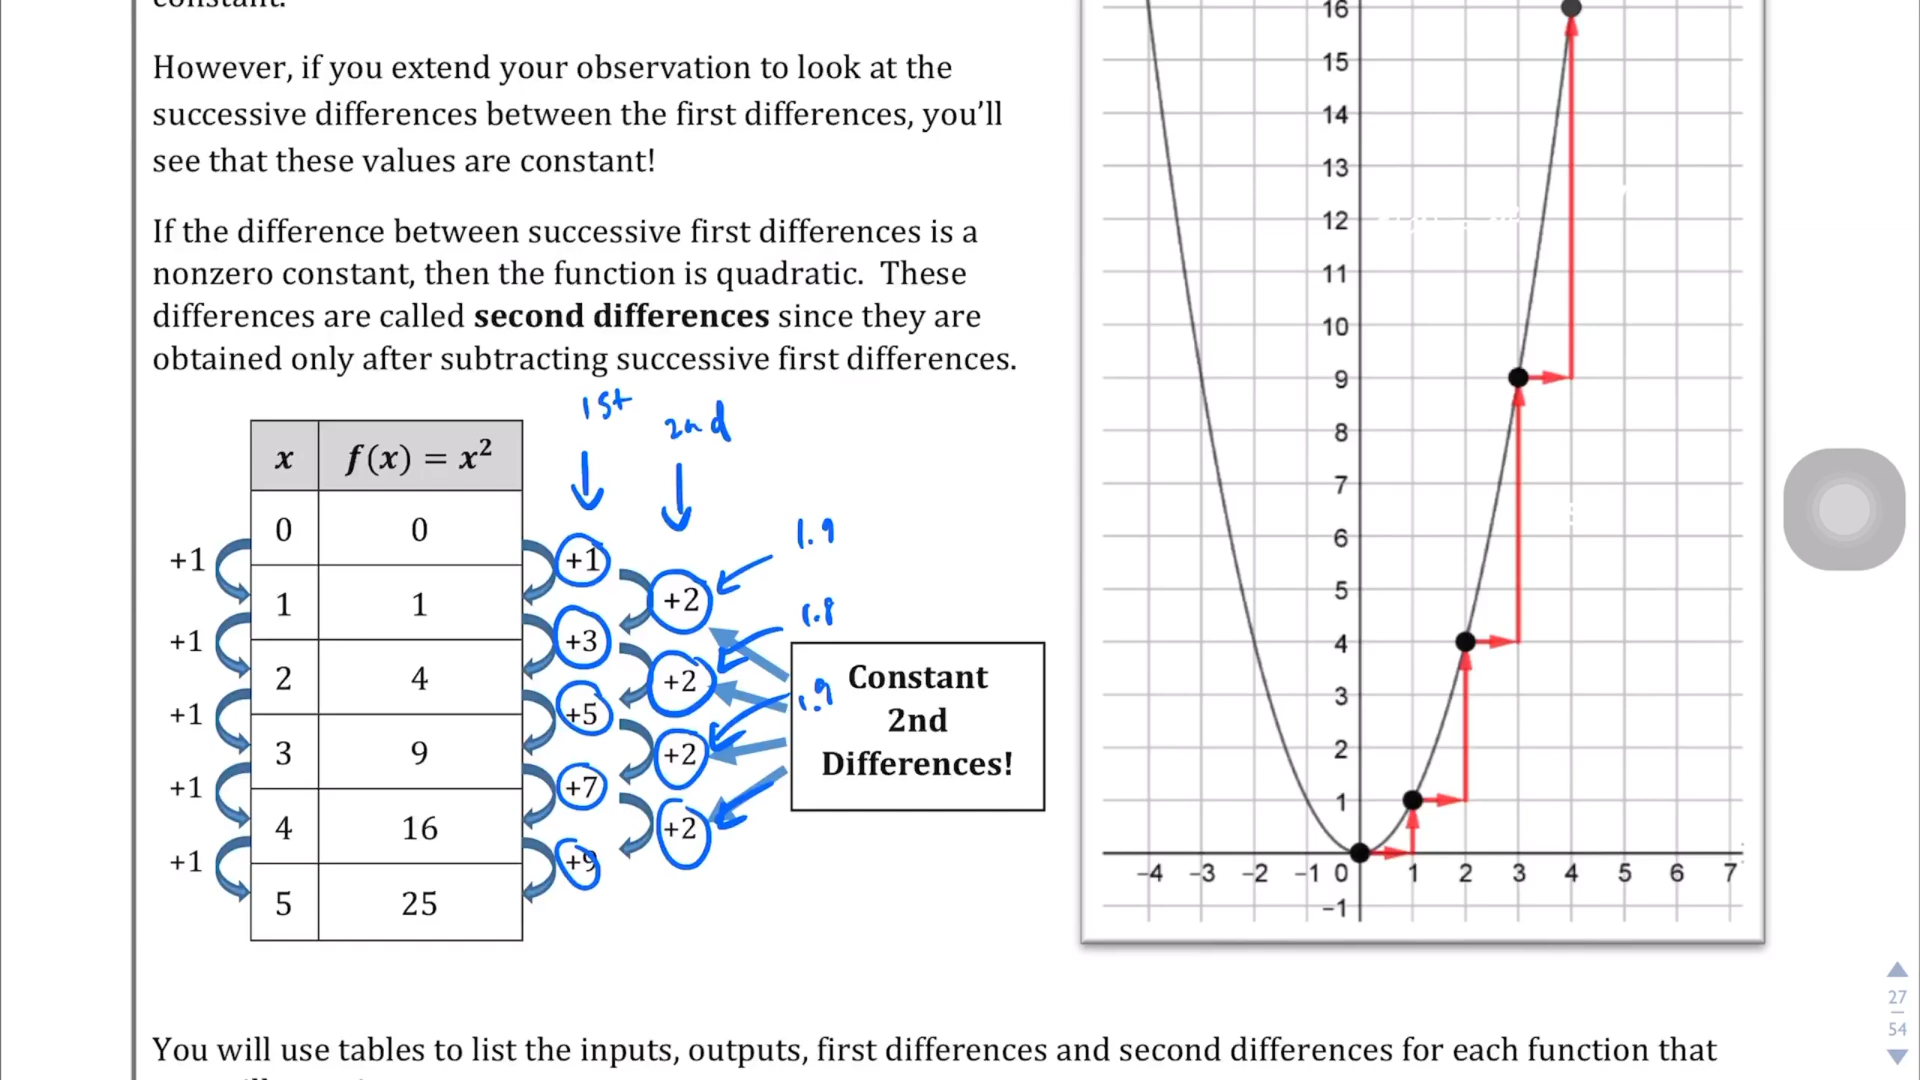 However, if you extend your observation to look at the
successive differences between the first differences, you'll
see that these values are constant!
If the difference between successive first differences is a
nonzero constant, then the function is quadratic. These
differences are called second differences since they are
obtained only after subtracting successive first differences.
1st
2nd
x f(x) = x²
0 0
1 1
2 4
3 9
4 16
5 25
+1
+1
+1
+1
+1
+1
+3
+5
+7
+9
+2
+2
+2
+2
1.9
1.8
1.9
Constant
2nd
Differences!
16
15
14
13
12
11
10
9
8
7
6
5
4
3
2
1
-4 -3 -2 -1 0 1 2 3 4 5 6 7
-1
27
54
You will use tables to list the inputs, outputs, first differences and second differences for each function that